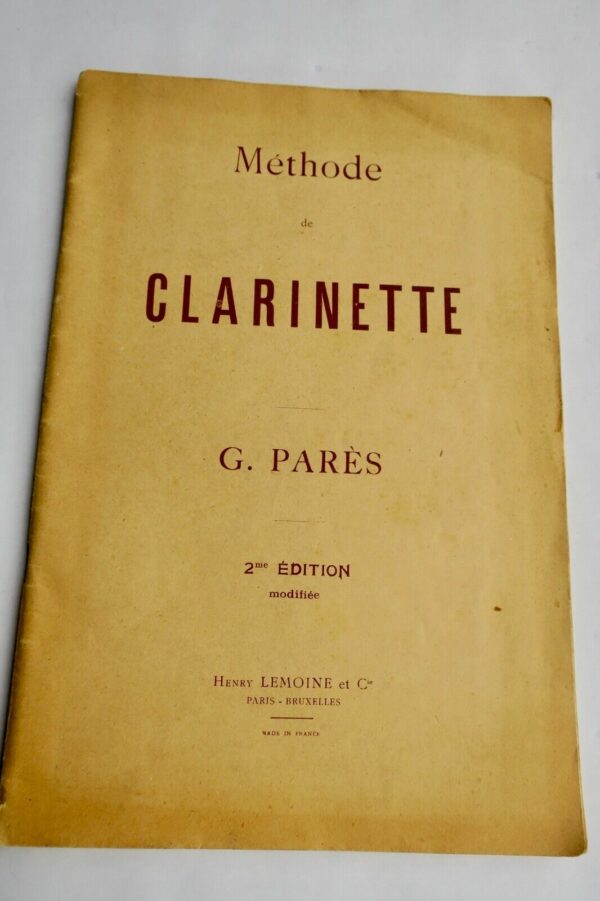 Méthode
de
CLARINETTE
G. PARÈS
2me ÉDITION
modifiée
HENRY LEMOINE et Cie
PARIS - BRUXELLES
MADE IN FRANCE